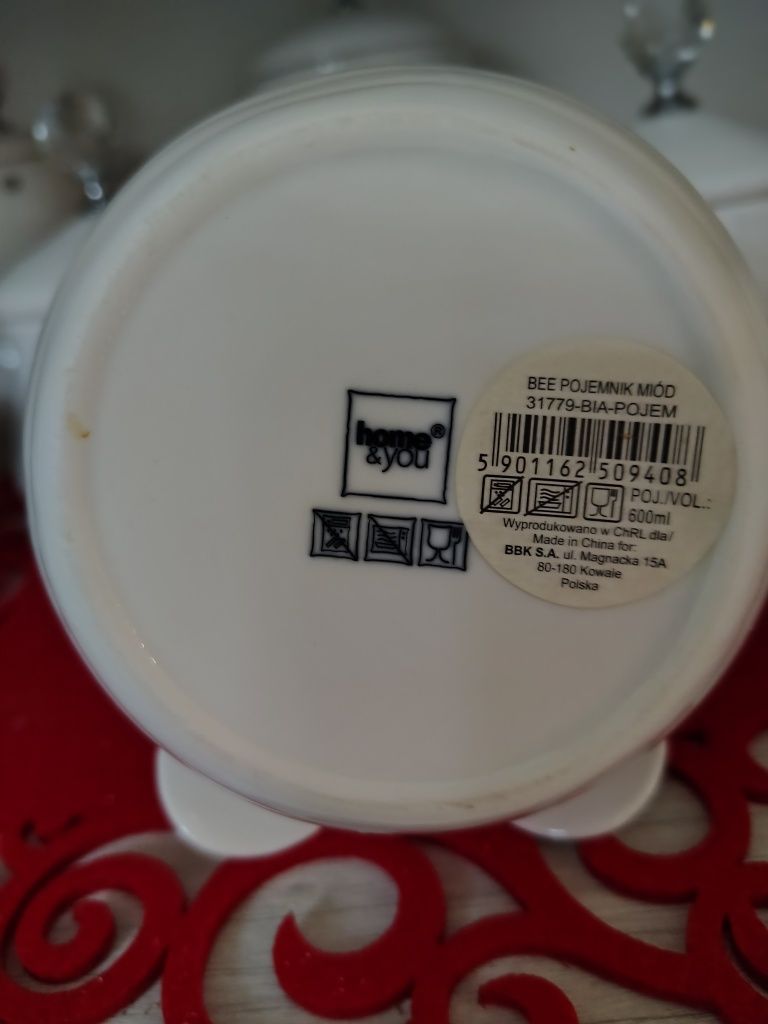 home®
&you
BEE POJEMNIK MIÓD
31779-BIA-POJEM
5 901162 509408
POJ./VOL.:
600ml
Wyprodukowano w ChRL dla/
Made in China for:
BBK S.A. ul. Magnacka 15A
80-180 Kowale
Polska